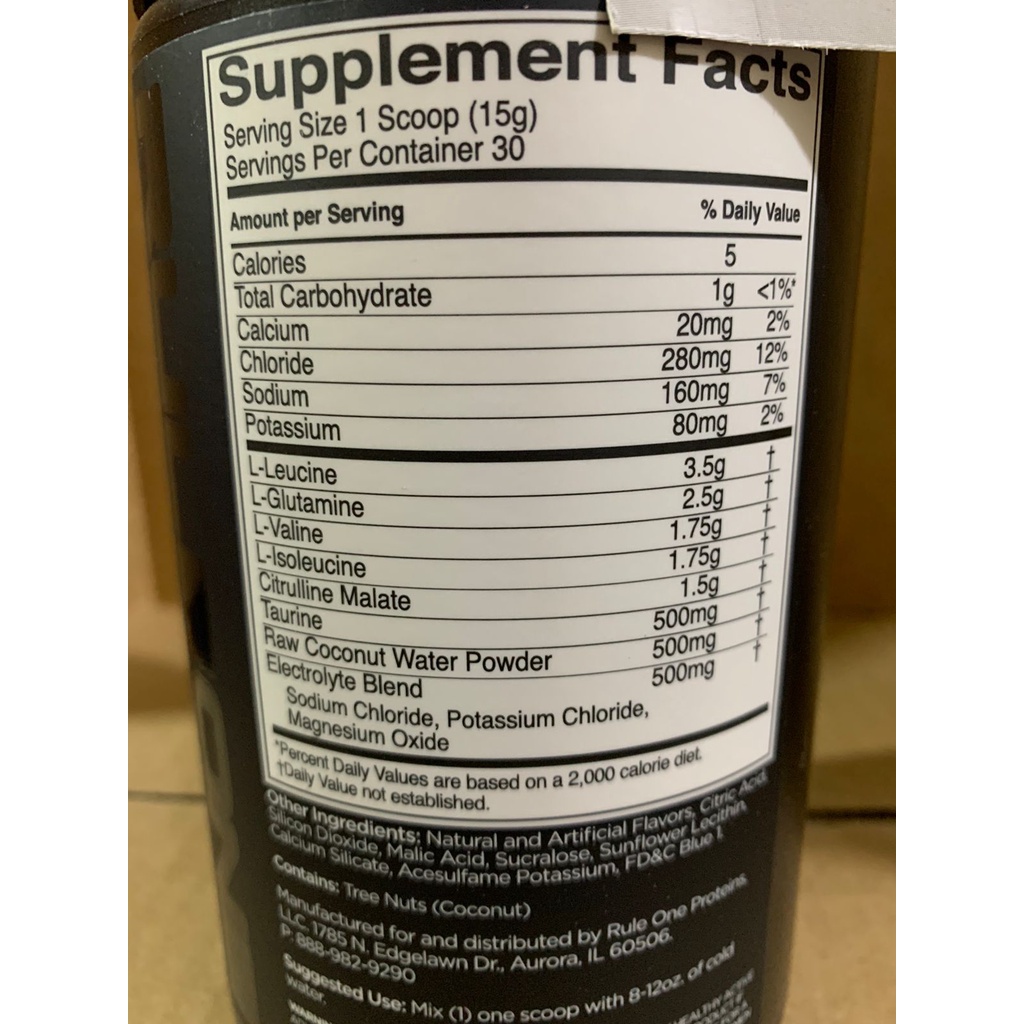 Supplement Facts
Serving Size 1 Scoop (15g)
Servings Per Container 30
Amount per Serving % Daily Value
Calories 5
Total Carbohydrate 1g <1%*
Calcium 20mg 2%
Chloride 280mg 12%
Sodium 160mg 7%
Potassium 80mg 2%
L-Leucine 3.5g †
L-Glutamine 2.5g †
L-Valine 1.75g †
L-Isoleucine 1.75g †
Citrulline Malate 1.5g †
Taurine 500mg †
Raw Coconut Water Powder 500mg †
Electrolyte Blend 500mg †
Sodium Chloride, Potassium Chloride,
Magnesium Oxide
*Percent Daily Values are based on a 2,000 calorie diet.
†Daily Value not established.
Other Ingredients: Natural and Artificial Flavors, Citric Acid,
Silicon Dioxide, Malic Acid, Sucralose, Sunflower Lecithin,
Calcium Silicate, Acesulfame Potassium, FD&C Blue 1.
Contains: Tree Nuts (Coconut)
Manufactured for and distributed by Rule One Proteins,
LLC 1785 N. Edgelawn Dr., Aurora, IL 60506.
P. 888-982-9290
Suggested Use: Mix (1) one scoop with 8-12oz. of cold
water.